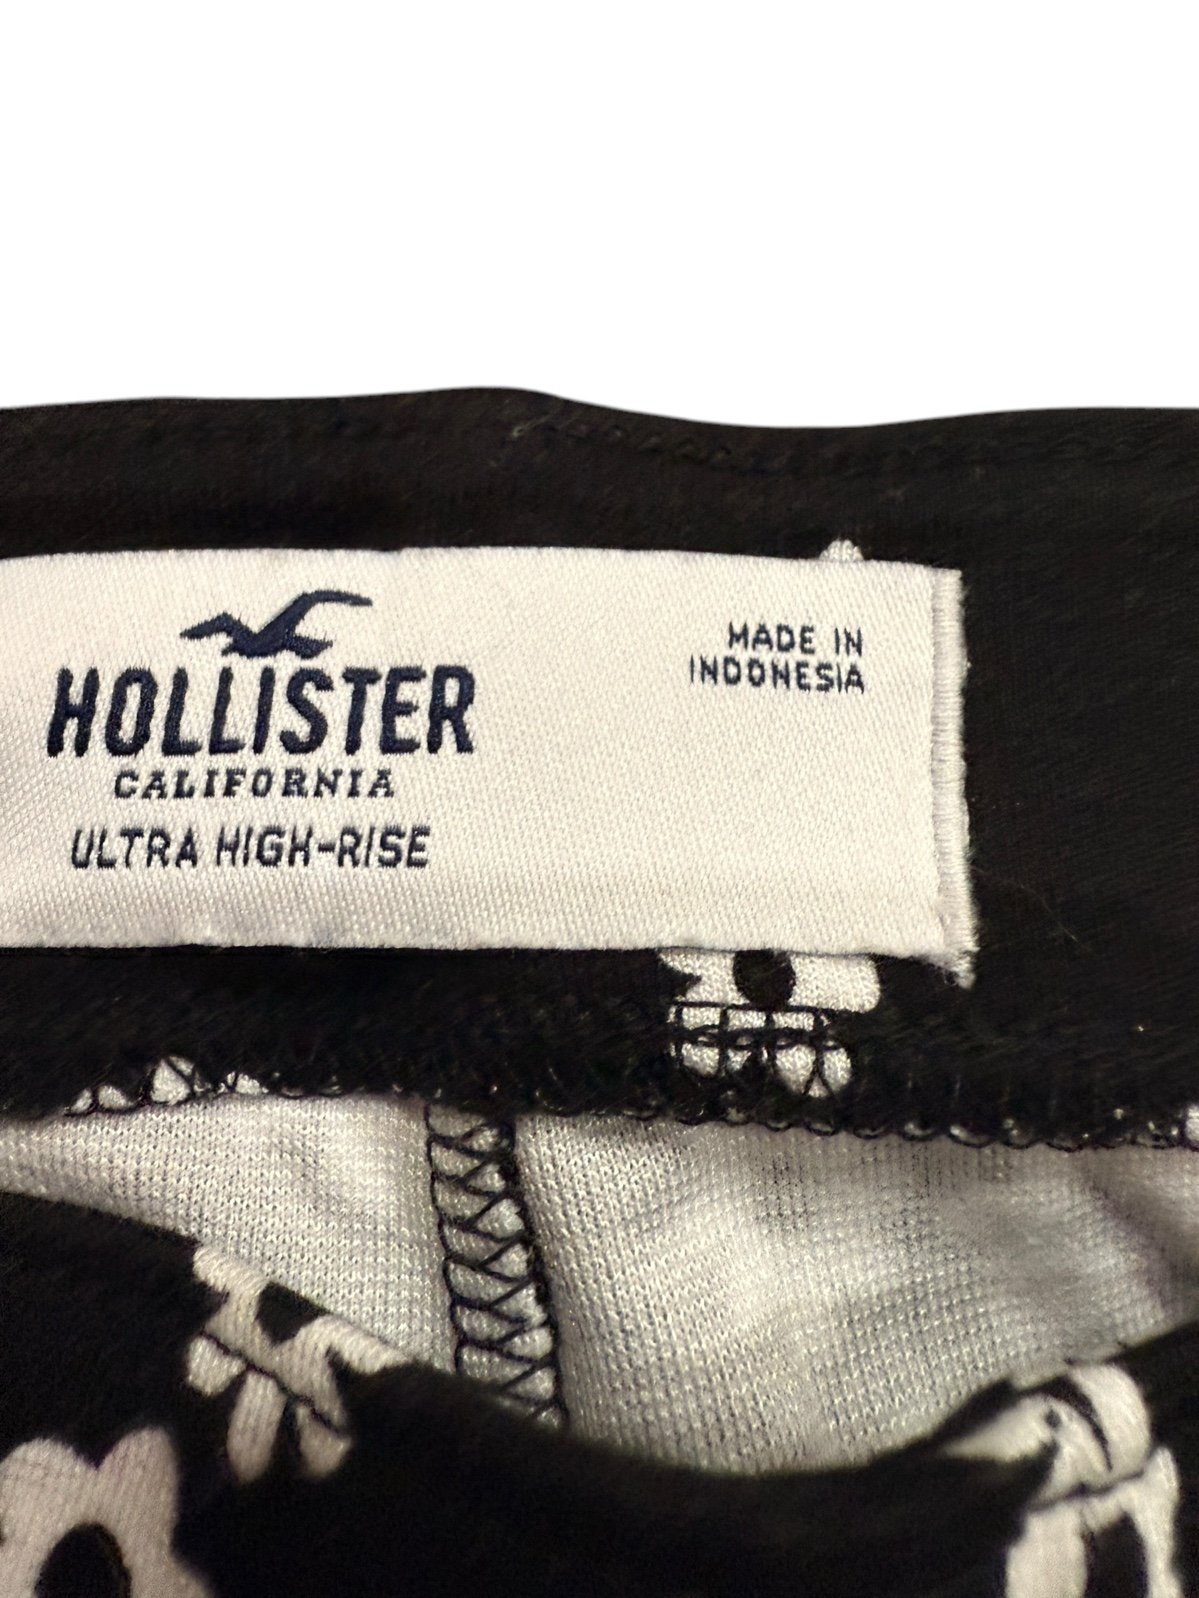 HOLLISTER
CALIFORNIA
ULTRA HIGH-RISE
MADE IN
INDONESIA